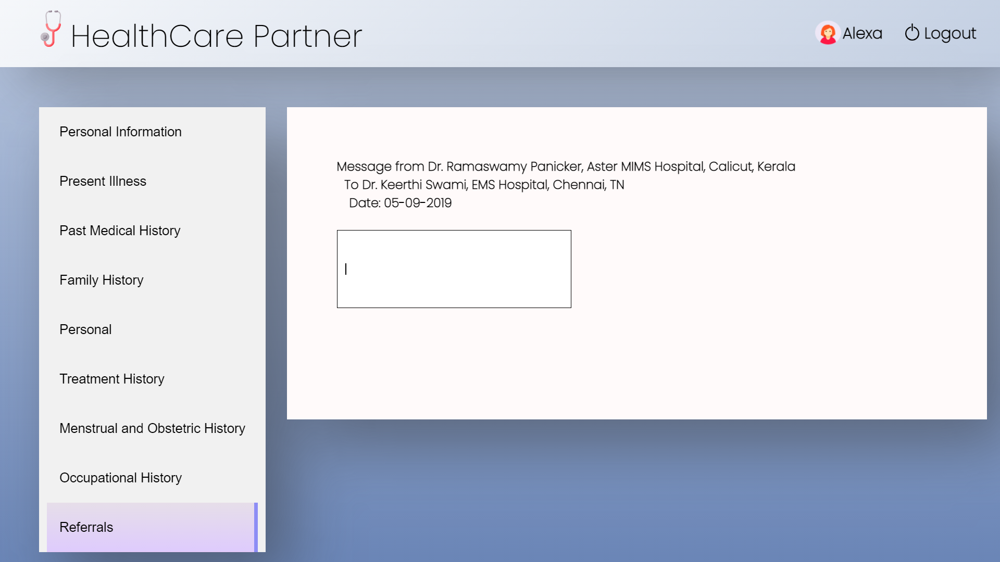 HealthCare Partner
Alexa
Logout
Personal Information
Present Illness
Past Medical History
Family History
Personal
Treatment History
Menstrual and Obstetric History
Occupational History
Referrals
Message from Dr. Ramaswamy Panicker, Aster MIMS Hospital, Calicut, Kerala
To Dr. Keerthi Swami, EMS Hospital, Chennai, TN
Date: 05-09-2019